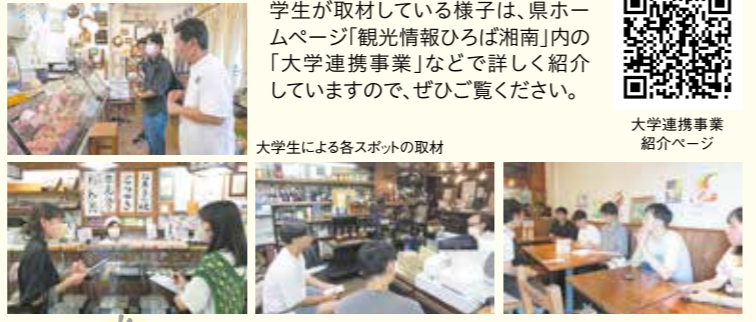 学生が取材している様子は、県ホー
ムページ「観光情報ひろば湘南」内の
「大学連携事業」などで詳しく紹介
していますので、ぜひご覧ください。
大学連携事業
紹介ページ
大学生による各スポットの取材